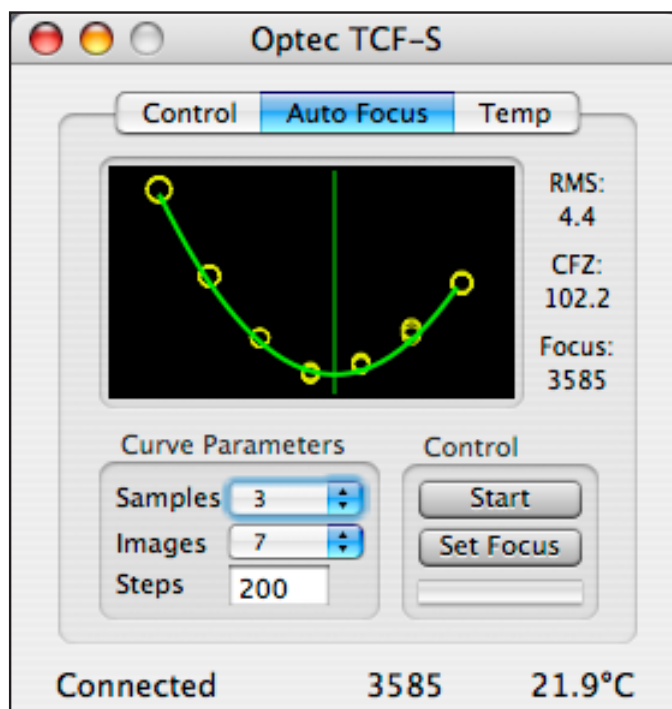 Optec TCF-S
Control Auto Focus Temp
RMS:
4.4
CFZ:
102.2
Focus:
3585
Curve Parameters
Samples 3
Images 7
Steps 200
Control
Start
Set Focus
Connected 3585 21.9°C